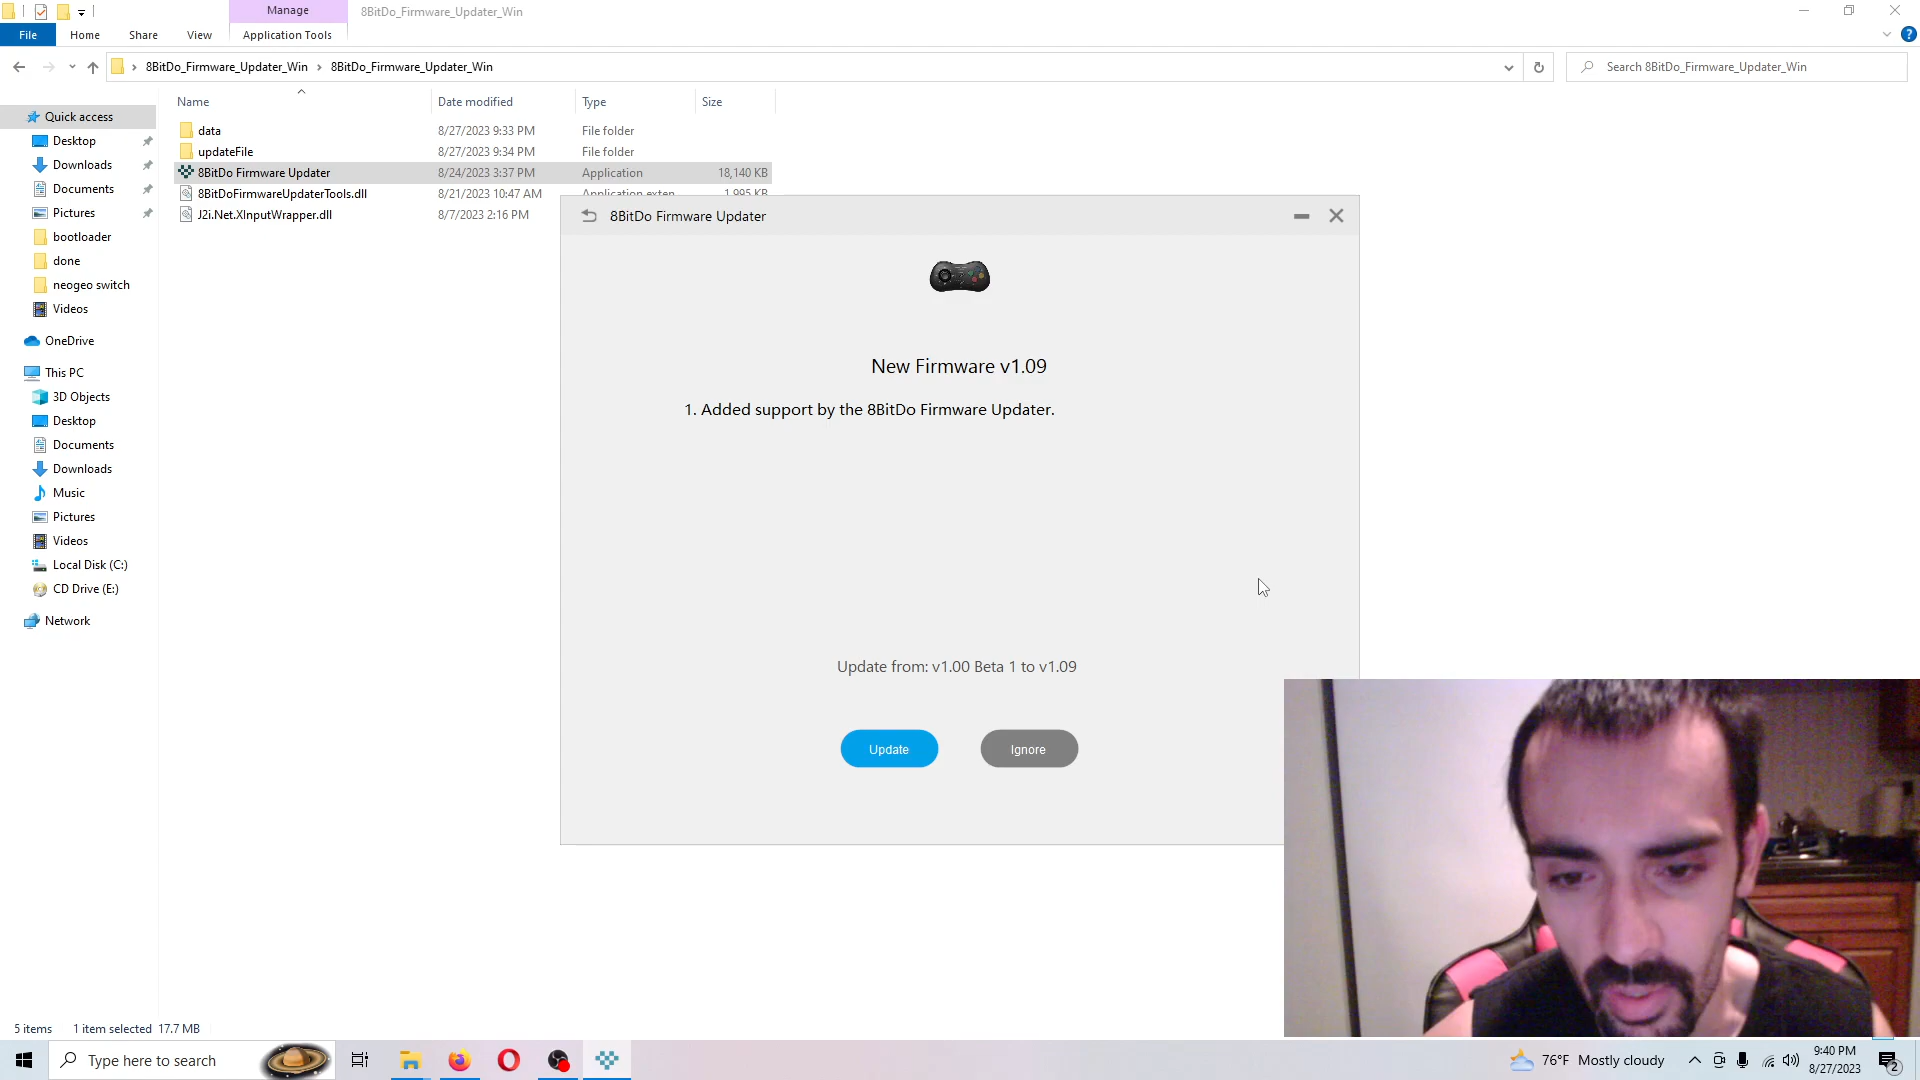 Manage
8BitDo_Firmware_Updater_Win
File
Home
Share
View
Application Tools
8BitDo_Firmware_Updater_Win
8BitDo_Firmware_Updater_Win
Search 8BitDo_Firmware_Updater_Win
Name
Date modified
Type
Size
data
8/27/2023 9:33 PM
File folder
updateFile
8/27/2023 9:34 PM
File folder
8BitDo Firmware Updater
8/24/2023 3:37 PM
Application
18,140 KB
8BitDoFirmwareUpdaterTools.dll
8/21/2023 10:47 AM
Application exten
1,995 KB
J2i.Net.XInputWrapper.dll
8/7/2023 2:16 PM
Quick access
Desktop
Downloads
Documents
Pictures
bootloader
done
neogeo switch
Videos
OneDrive
This PC
3D Objects
Desktop
Documents
Downloads
Music
Pictures
Videos
Local Disk (C:)
CD Drive (E:)
Network
8BitDo Firmware Updater
New Firmware v1.09
1. Added support by the 8BitDo Firmware Updater.
Update from: v1.00 Beta 1 to v1.09
Update
Ignore
5 items
1 item selected 17.7 MB
Type here to search
76°F Mostly cloudy
9:40 PM
8/27/2023
2